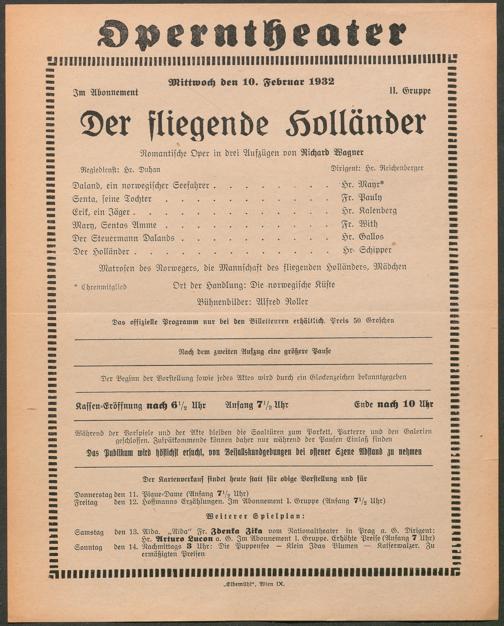 Operntheater
Mittwoch den 10. Februar 1932
Im Abonnement II. Gruppe
Der fliegende Holländer
Romantische Oper in drei Aufzügen von Richard Wagner
Regiedienst: Hr. Duhan Dirigent: Hr. Reichenberger
Daland, ein norwegischer Seefahrer . . . . . . . . Hr. Mayr*
Senta, seine Tochter . . . . . . . . . . Fr. Pauly
Erik, ein Jäger . . . . . . . . . . . Hr. Kalenberg
Mary, Sentas Amme . . . . . . . . . . Fr. With
Der Steuermann Dalands . . . . . . . . . Hr. Gallos
Der Holländer . . . . . . . . . . . Hr. Schipper
Matrosen des Norwegers, die Mannschaft des fliegenden Holländers, Mädchen
* Ehrenmitglied Ort der Handlung: Die norwegische Küste
Bühnenbilder: Alfred Roller
Das offizielle Programm nur bei den Billetteuren erhältlich. Preis 50 Groschen
Nach dem zweiten Aufzug eine größere Pause
Der Beginn der Vorstellung sowie jedes Aktes wird durch ein Glockenzeichen bekanntgegeben
Kassen-Eröffnung nach 6½ Uhr Anfang 7½ Uhr Ende nach 10 Uhr
Während der Vorspiele und der Akte bleiben die Saaltüren zum Parkett, Parterre und den Galerien
geschlossen. Zuspätkommende können daher nur während der Pausen Einlaß finden
Das Publikum wird höflichst ersucht, von Beifallskundgebungen bei offener Szene Abstand zu nehmen
Der Kartenverkauf findet heute statt für obige Vorstellung und für
Donnerstag den 11. Pique-Dame (Anfang 7½ Uhr)
Freitag den 12. Hoffmanns Erzählungen. Im Abonnement I. Gruppe (Anfang 7½ Uhr)
Weiterer Spielplan:
Samstag den 13. Aida. „Aida“ Fr. Zdenka Zika vom Nationaltheater in Prag a. G. Dirigent:
Hr. Arturo Lucon a. G. Im Abonnement I. Gruppe. Erhöhte Preise (Anfang 7 Uhr)
Sonntag den 14. Nachmittags 3 Uhr: Die Puppenfee – Klein Idas Blumen – Kaiserwalzer. Zu
ermäßigten Preisen
„Elbemühl“, Wien IX.